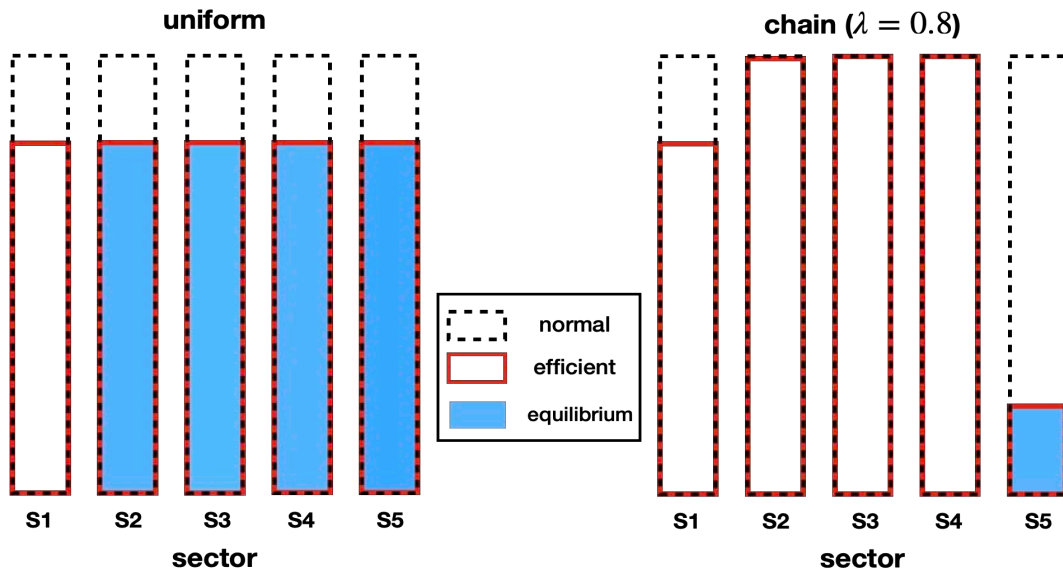 uniform
chain (λ = 0.8)
normal
efficient
equilibrium
S1 S2 S3 S4 S5
S1 S2 S3 S4 S5
sector
sector